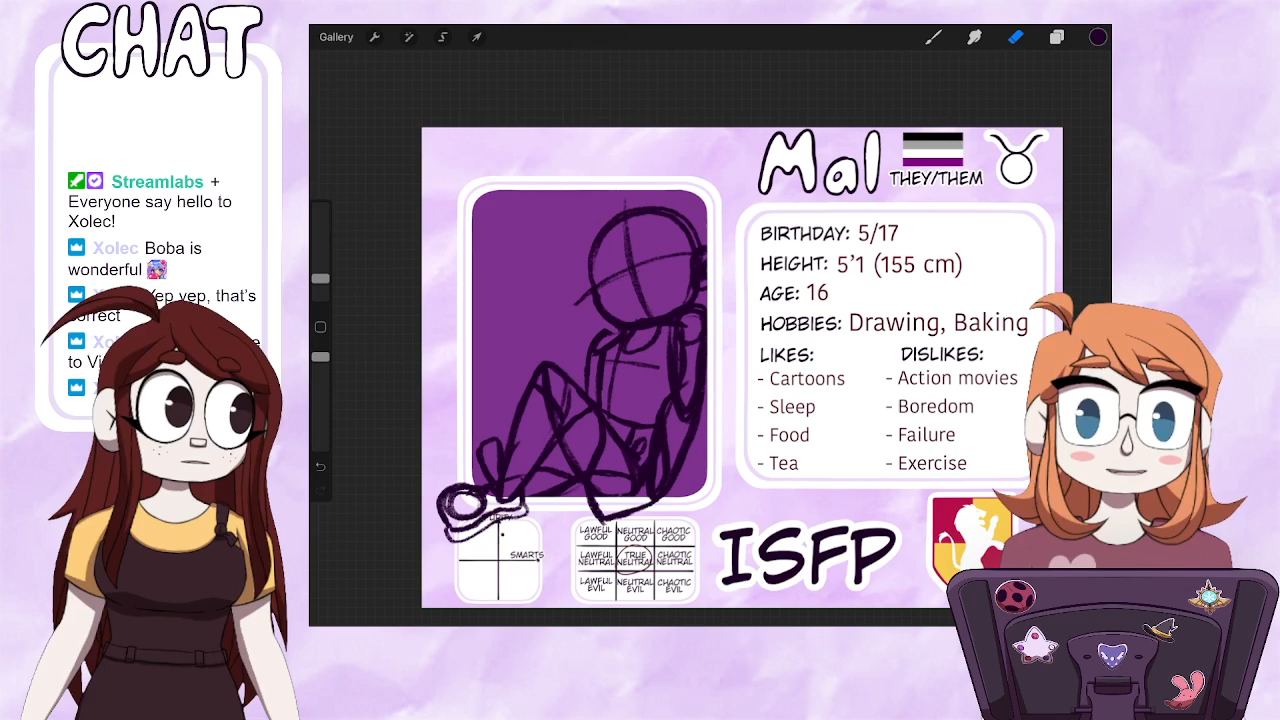 CHAT
Streamlabs +
Everyone say hello to
Xolec!
Xolec Boba is
wonderful
Yep yep, that's
correct
to Vi
Gallery
Mal
THEY/THEM
BIRTHDAY: 5/17
HEIGHT: 5'1 (155 cm)
AGE: 16
HOBBIES: Drawing, Baking
LIKES:
- Cartoons
- Sleep
- Food
- Tea
DISLIKES:
- Action movies
- Boredom
- Failure
- Exercise
SMARTS
LAWFUL GOOD
NEUTRAL GOOD
CHAOTIC GOOD
LAWFUL NEUTRAL
TRUE NEUTRAL
CHAOTIC NEUTRAL
LAWFUL EVIL
NEUTRAL EVIL
CHAOTIC EVIL
ISFP